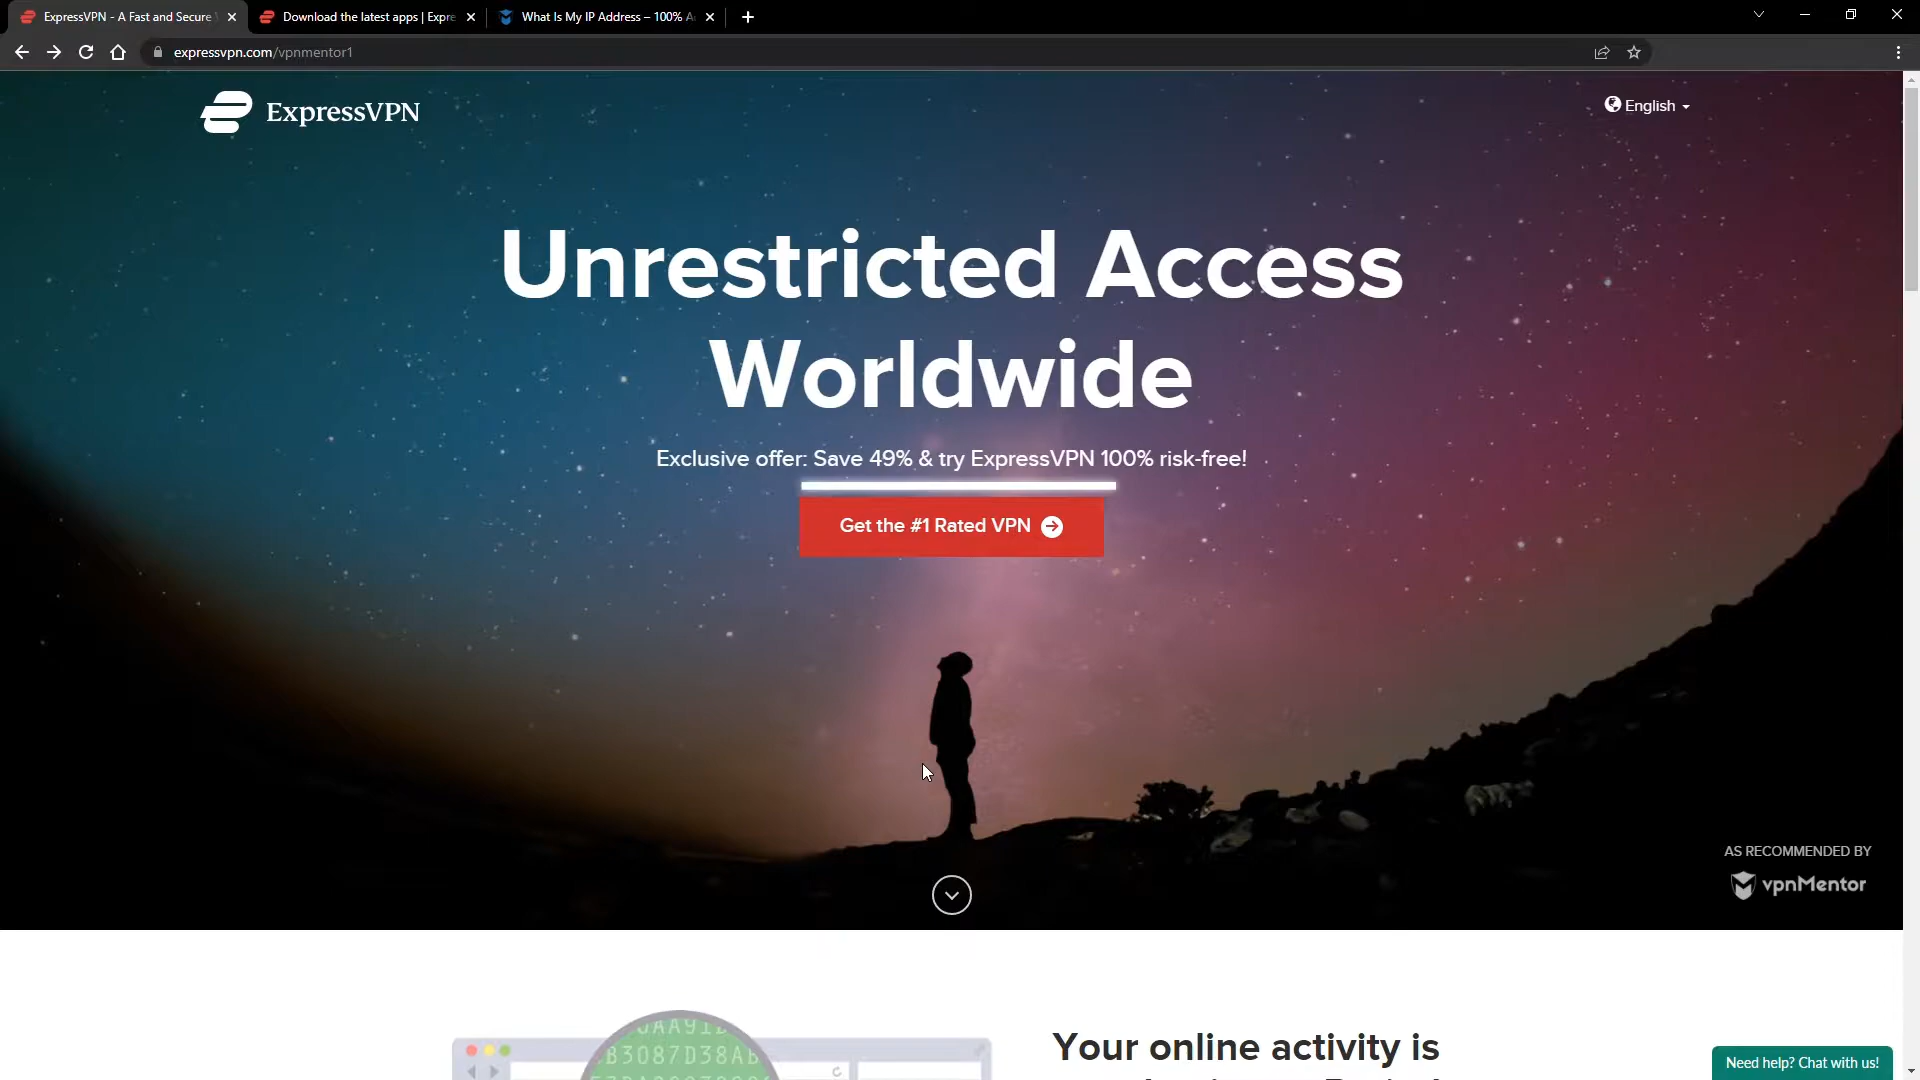 ExpressVPN - A Fast and Secure
Download the latest apps | Expre
What Is My IP Address – 100% A
expressvpn.com/vpnmentor1
ExpressVPN
English
Unrestricted Access
Worldwide
Exclusive offer: Save 49% & try ExpressVPN 100% risk-free!
Get the #1 Rated VPN
AS RECOMMENDED BY
vpnMentor
B3087D38AB
Your online activity is
Need help? Chat with us!